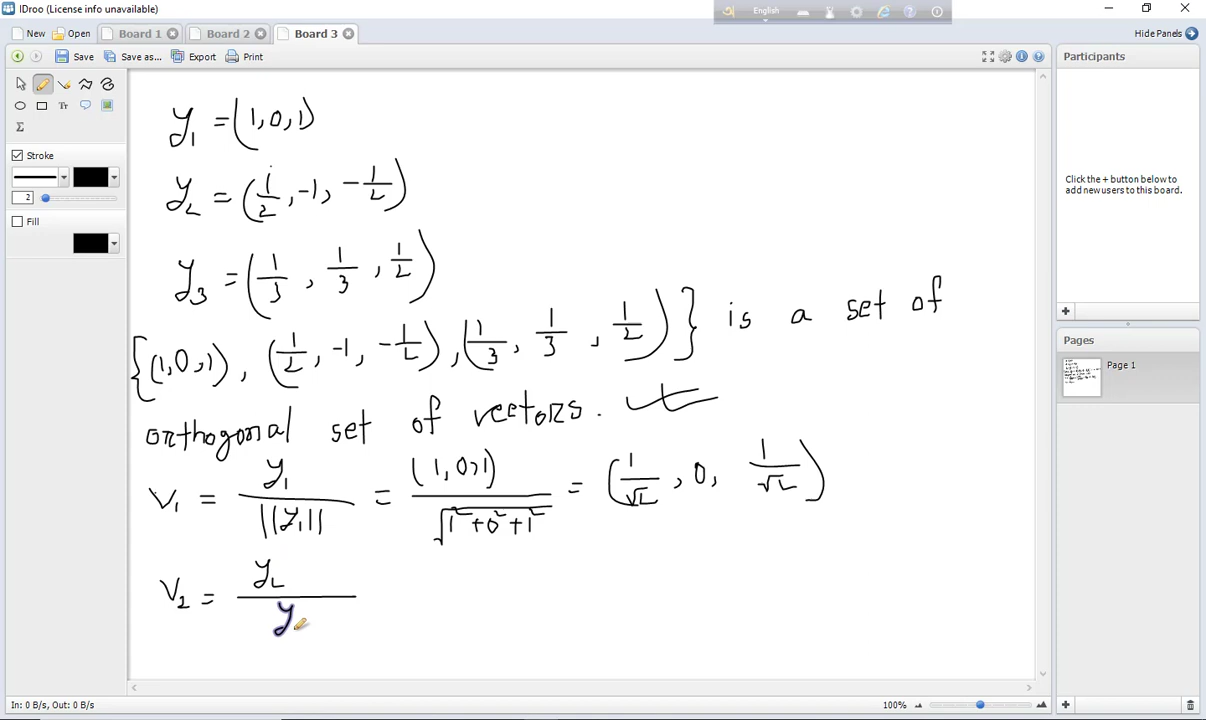 IDroo (License info unavailable)
English
New Open Board 1 Board 2 Board 3 Hide Panels
Save Save as... Export Print
Participants
Click the + button below to add new users to this board.
Stroke
2
Fill
Tr
Σ
y1 = (1, 0, 1)
y2 = (1/2, -1, -1/2)
y3 = (1/3, 1/3, 1/2)
{(1, 0, 1), (1/2, -1, -1/2), (1/3, 1/3, 1/2)} is a set of
orthogonal set of vectors.
V1 = y1/||y1|| = (1, 0, 1)/√(1²+0²+1²) = (1/√2, 0, 1/√2)
V2 = y2/y
Pages
Page 1
In: 0 B/s, Out: 0 B/s
100%